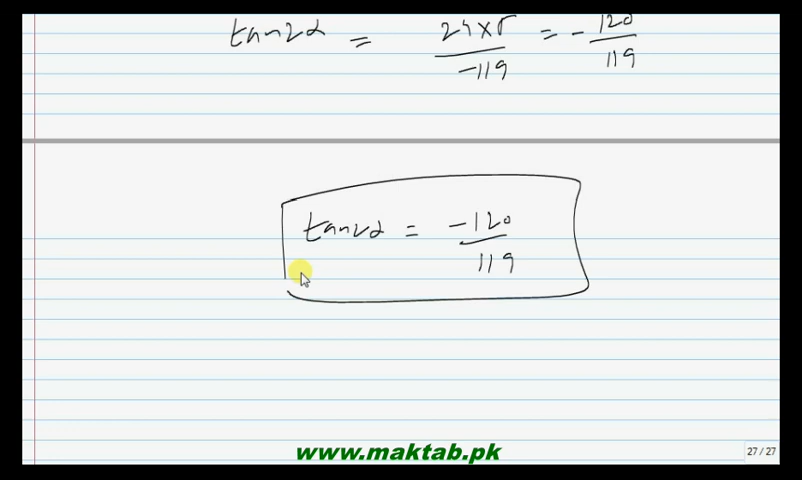 tan2α = 24×5 / -119 = - 120 / 119
tan2α = -120 / 119
www.maktab.pk
27 / 27